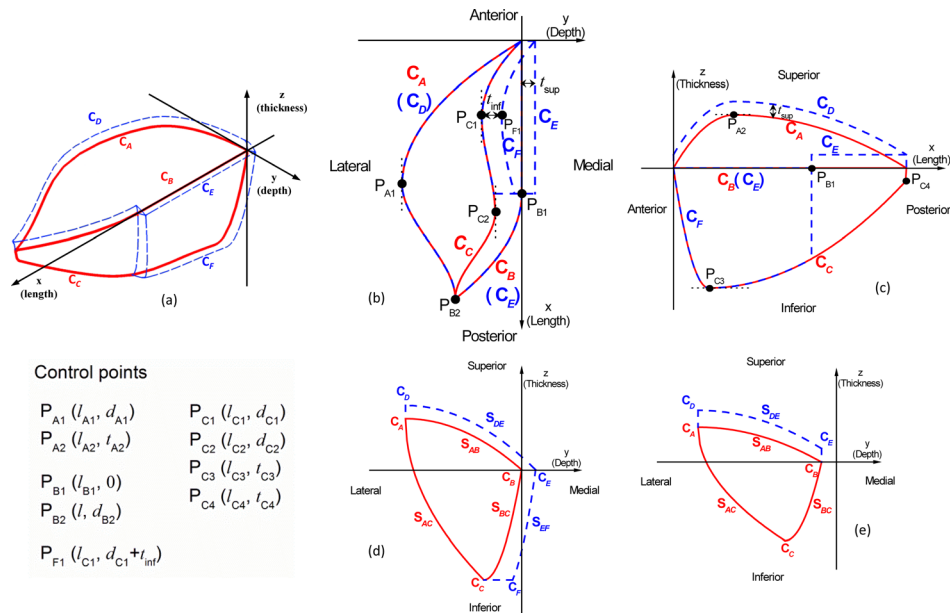 z
(thickness)
C_D
C_A
C_B
C_E
y
(depth)
C_C
C_F
x
(length)
(a)
Anterior
y
(Depth)
C_A
(C_D)
t_sup
t_inf
P_C1
P_F1
C_E
C_F
Lateral
Medial
P_A1
P_B1
P_C2
C_C
C_B
(C_E)
P_B2
x
(Length)
Posterior
(b)
z
(Thickness)
Superior
C_D
t_sup
P_A2
C_A
C_E
x
(Length)
C_B(C_E)
P_B1
P_C4
Anterior
Posterior
C_F
C_C
P_C3
Inferior
(c)
Control points
P_A1 (l_A1, d_A1)
P_A2 (l_A2, t_A2)
P_B1 (l_B1, 0)
P_B2 (l, d_B2)
P_F1 (l_C1, d_C1+t_inf)
P_C1 (l_C1, d_C1)
P_C2 (l_C2, d_C2)
P_C3 (l_C3, t_C3)
P_C4 (l_C4, t_C4)
Superior
z
(Thickness)
C_D
S_DE
C_A
S_AB
y
(Depth)
C_B
C_E
Lateral
Medial
S_AC
S_BC
S_EF
C_C
C_F
(d)
Inferior
Superior
z
(Thickness)
C_D
S_DE
C_A
C_E
S_AB
y
(Depth)
C_B
Lateral
Medial
S_AC
S_BC
C_C
(e)
Inferior